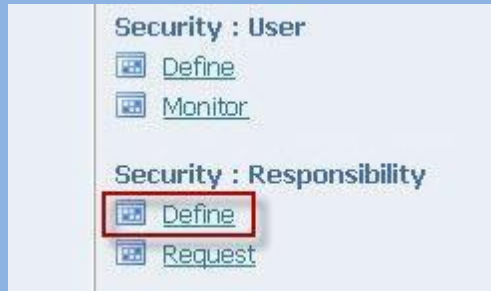 Security : User
Define
Monitor
Security : Responsibility
Define
Request